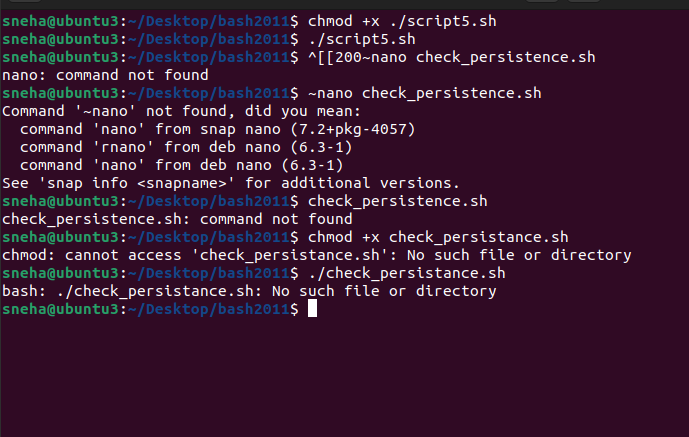 sneha@ubuntu3:~/Desktop/bash2011$ chmod +x ./script5.sh
sneha@ubuntu3:~/Desktop/bash2011$ ./script5.sh
sneha@ubuntu3:~/Desktop/bash2011$ ^[[200~nano check_persistence.sh
nano: command not found
sneha@ubuntu3:~/Desktop/bash2011$ ~nano check_persistence.sh
Command '~nano' not found, did you mean:
  command 'nano' from snap nano (7.2+pkg-4057)
  command 'rnano' from deb nano (6.3-1)
  command 'nano' from deb nano (6.3-1)
See 'snap info <snapname>' for additional versions.
sneha@ubuntu3:~/Desktop/bash2011$ check_persistence.sh
check_persistence.sh: command not found
sneha@ubuntu3:~/Desktop/bash2011$ chmod +x check_persistance.sh
chmod: cannot access 'check_persistance.sh': No such file or directory
sneha@ubuntu3:~/Desktop/bash2011$ ./check_persistance.sh
bash: ./check_persistance.sh: No such file or directory
sneha@ubuntu3:~/Desktop/bash2011$